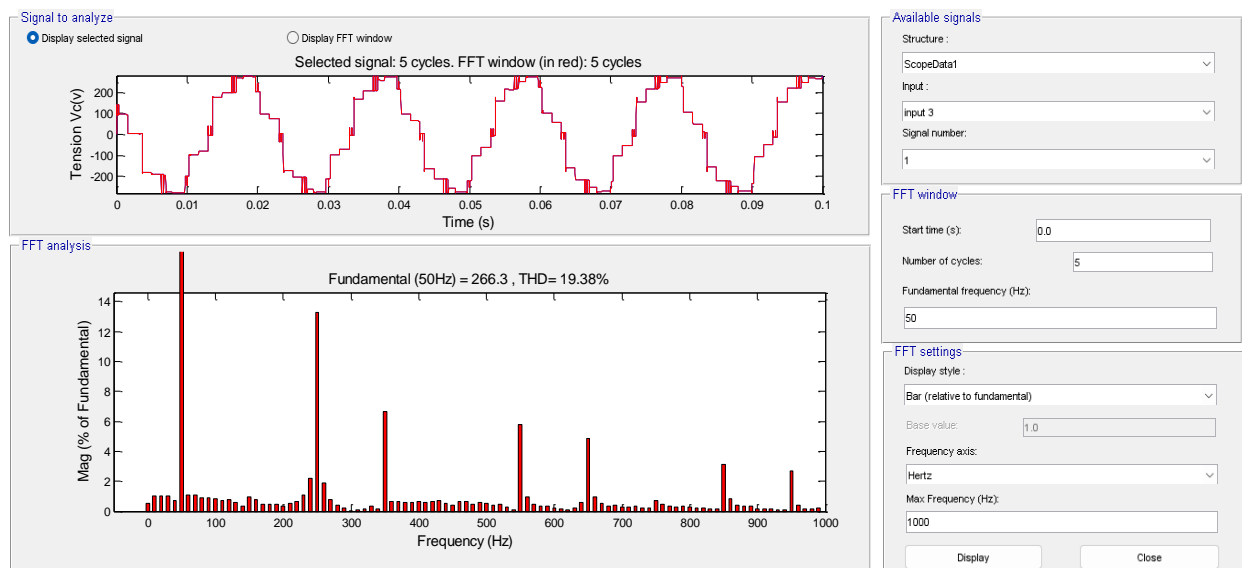 Signal to analyze
Display selected signal
Display FFT window
Selected signal: 5 cycles. FFT window (in red): 5 cycles
Tension Vc(v)
200
100
0
-100
-200
0 0.01 0.02 0.03 0.04 0.05 0.06 0.07 0.08 0.09 0.1
Time (s)
FFT analysis
Fundamental (50Hz) = 266.3 , THD= 19.38%
Mag (% of Fundamental)
14
12
10
8
6
4
2
0
0 100 200 300 400 500 600 700 800 900 1000
Frequency (Hz)
Available signals
Structure :
ScopeData1
Input :
input 3
Signal number:
1
FFT window
Start time (s):
0.0
Number of cycles:
5
Fundamental frequency (Hz):
50
FFT settings
Display style :
Bar (relative to fundamental)
Base value:
1.0
Frequency axis:
Hertz
Max Frequency (Hz):
1000
Display
Close